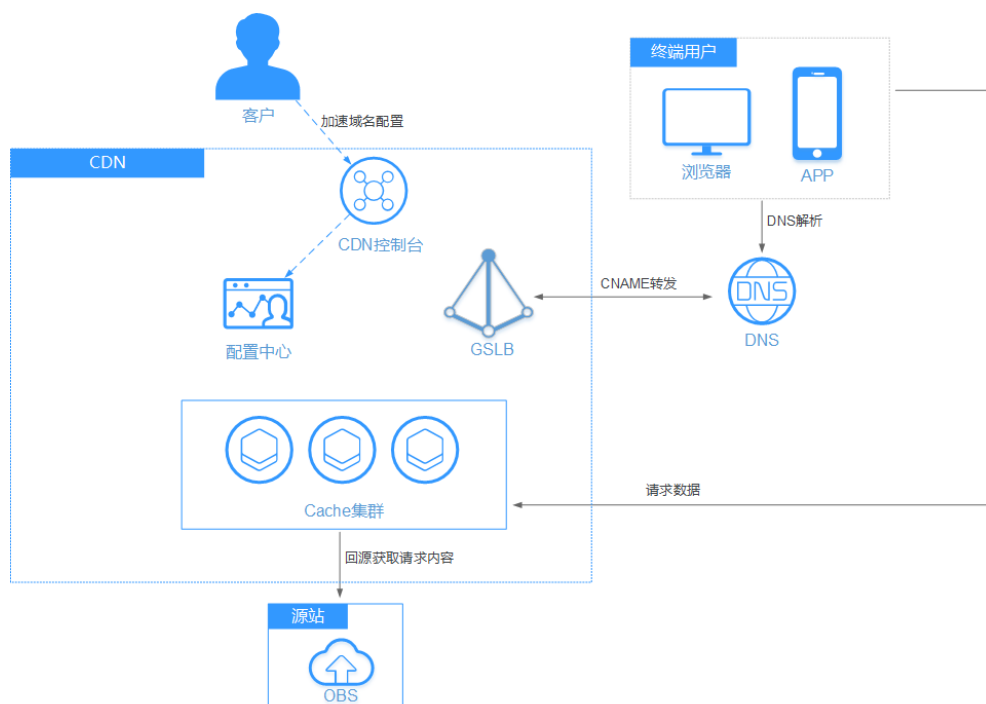 终端用户
客户
加速域名配置
浏览器
APP
CDN
DNS解析
CDN控制台
CNAME转发
DNS
DNS
配置中心
GSLB
Cache集群
请求数据
回源获取请求内容
源站
OBS